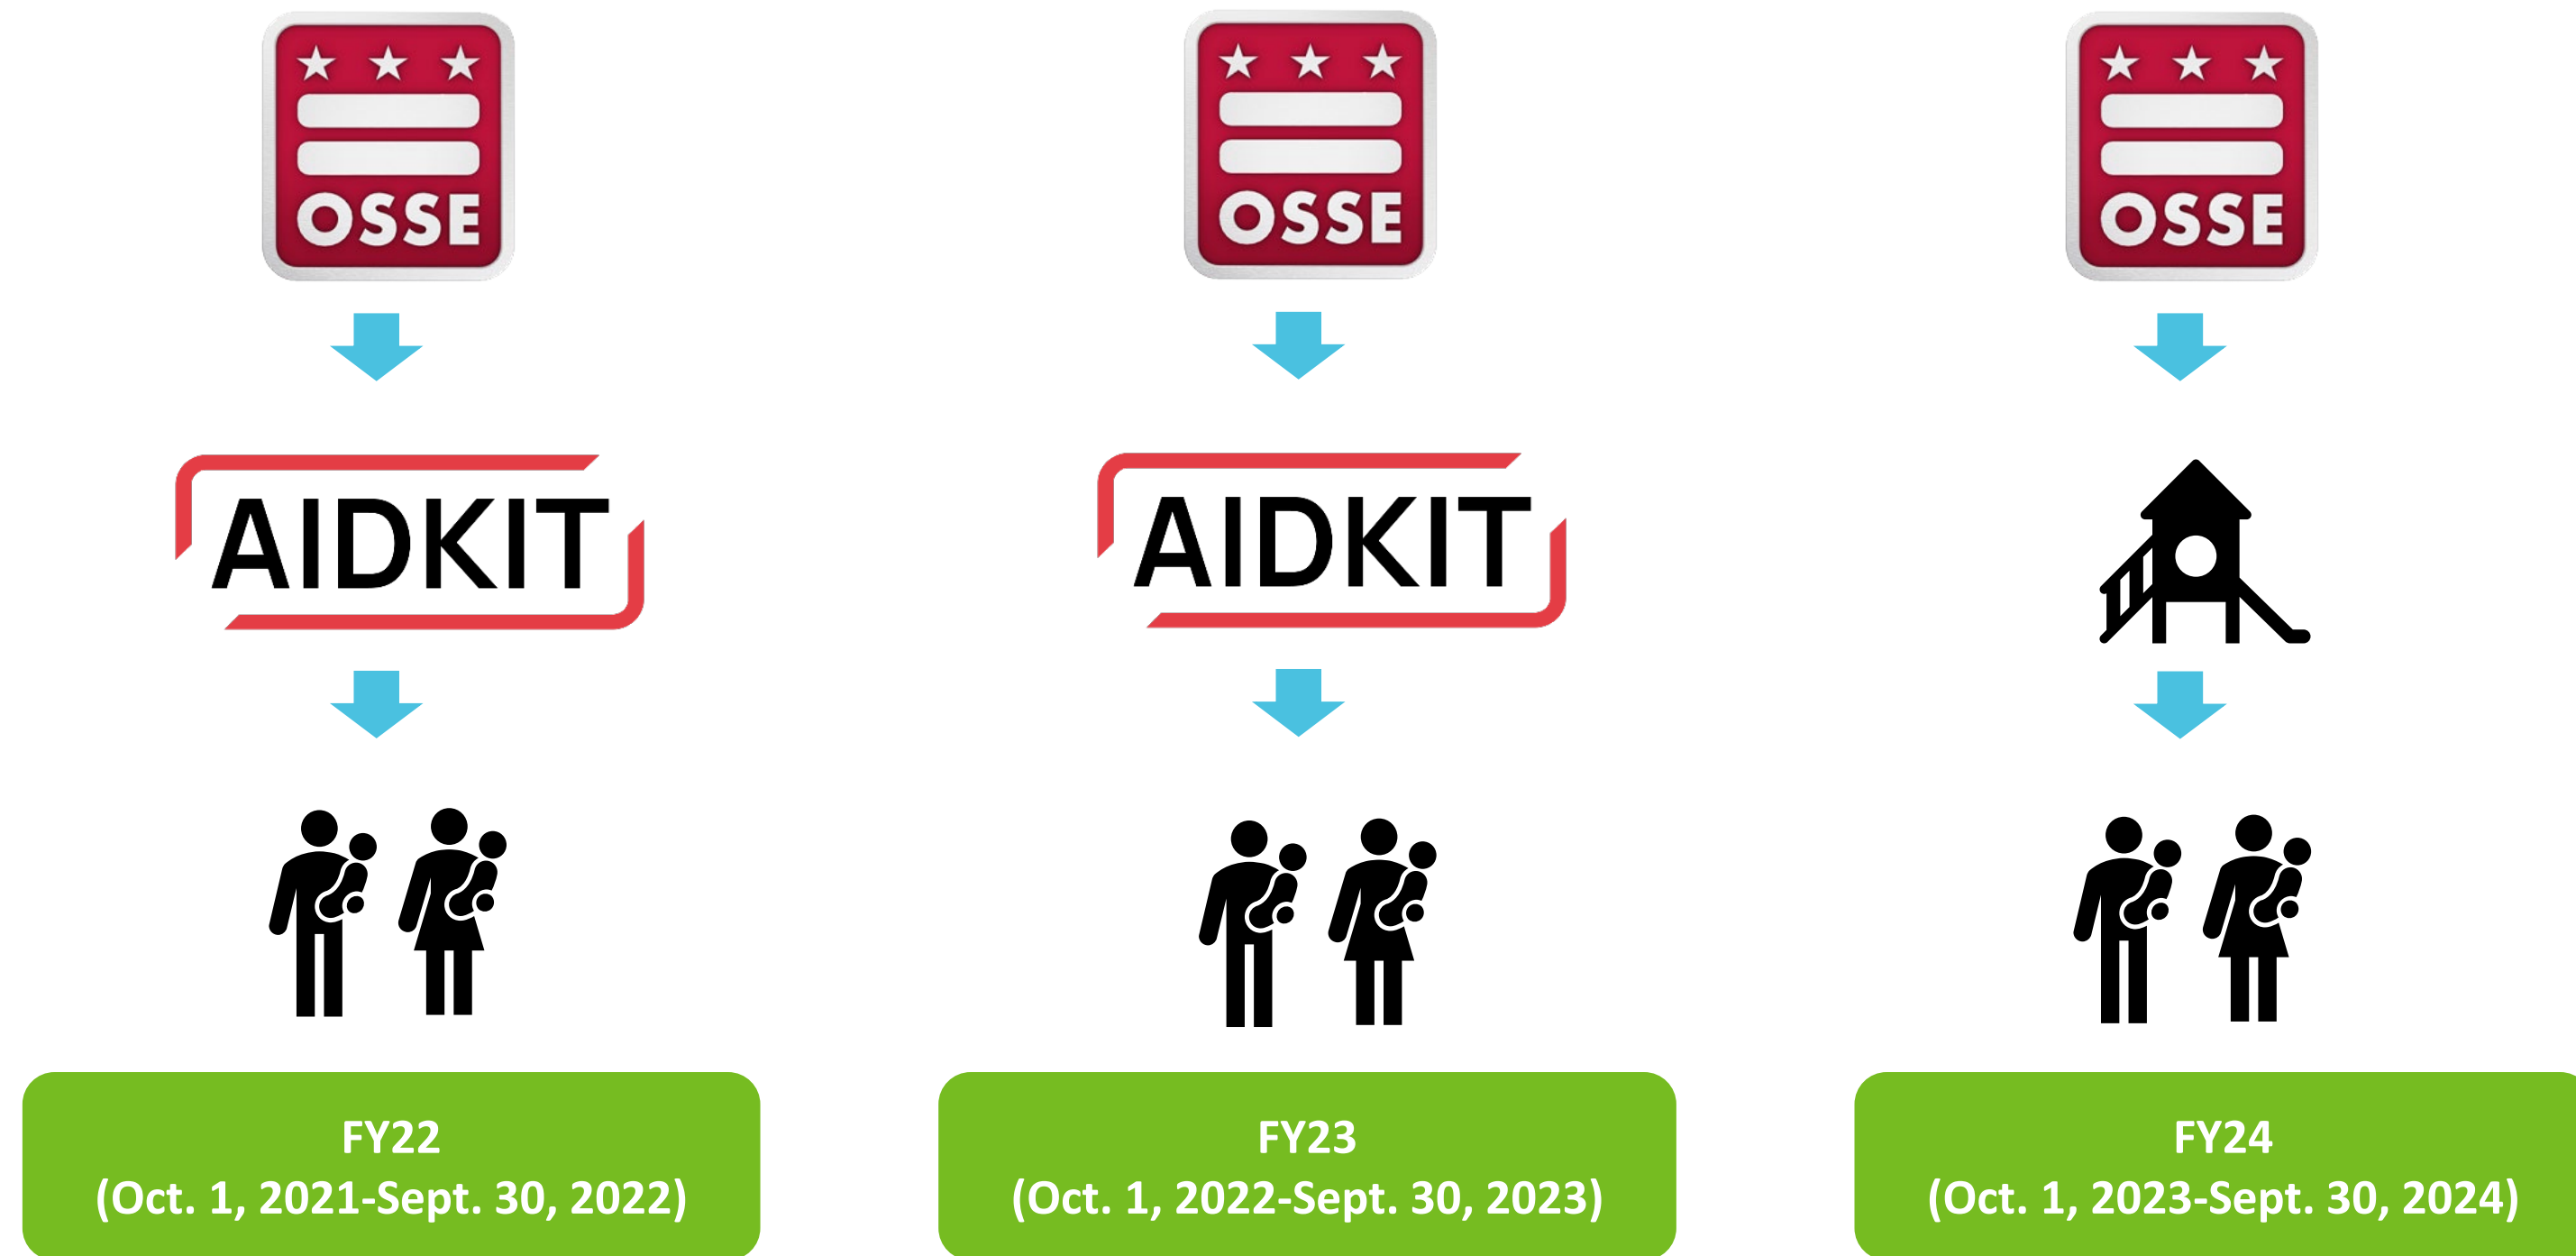 OSSE
OSSE
OSSE
AIDKIT
AIDKIT
FY22
(Oct. 1, 2021-Sept. 30, 2022)
FY23
(Oct. 1, 2022-Sept. 30, 2023)
FY24
(Oct. 1, 2023-Sept. 30, 2024)